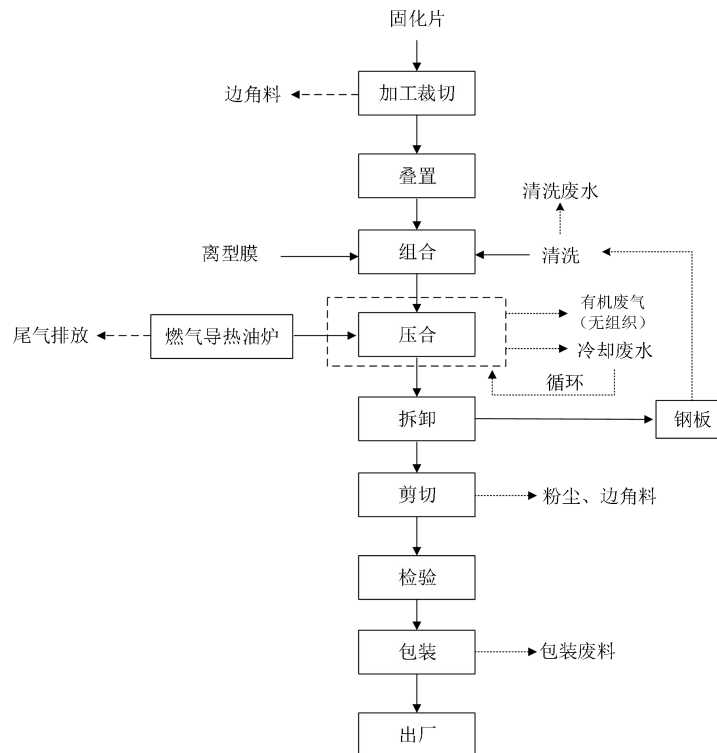 固化片
边角料
加工裁切
叠置
清洗废水
离型膜
组合
清洗
有机废气
（无组织）
尾气排放
燃气导热油炉
压合
冷却废水
循环
拆卸
钢板
剪切
粉尘、边角料
检验
包装
包装废料
出厂